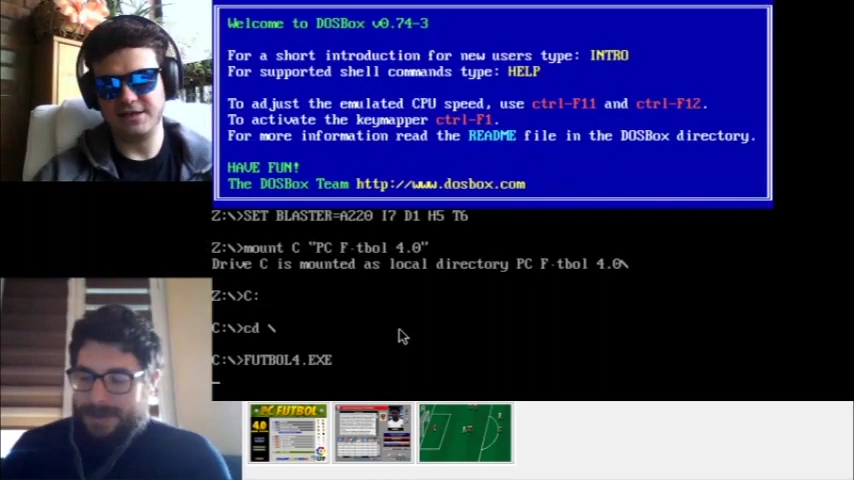 Welcome to DOSBox v0.74-3
For a short introduction for new users type: INTRO
For supported shell commands type: HELP
To adjust the emulated CPU speed, use ctrl-F11 and ctrl-F12.
To activate the keymapper ctrl-F1.
For more information read the README file in the DOSBox directory.
HAVE FUN!
The DOSBox Team http://www.dosbox.com
Z:\>SET BLASTER=A220 I7 D1 H5 T6
Z:\>mount C "PC F·tbol 4.0"
Drive C is mounted as local directory PC F·tbol 4.0\
Z:\>C:
C:\>cd \
C:\>FUTBOL4.EXE
PC FUTBOL
4.0